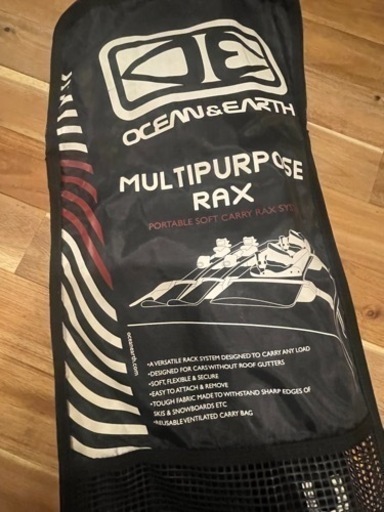 OCEAN&EARTH
MULTIPURPOSE
RAX
PORTABLE SOFT CARRY RAX
oceanearth.com
•A VERSATILE RACK SYSTEM DESIGNED TO CARRY ANY LOAD
•DESIGNED FOR CARS WITHOUT ROOF GUTTERS
•SOFT, FLEXIBLE & SECURE
•EASY TO ATTACH & REMOVE
•TOUGH FABRIC MADE TO WITHSTAND SHARP EDGES OF
SKIS & SNOWBOARDS ETC
•REUSABLE VENTILATED CARRY BAG